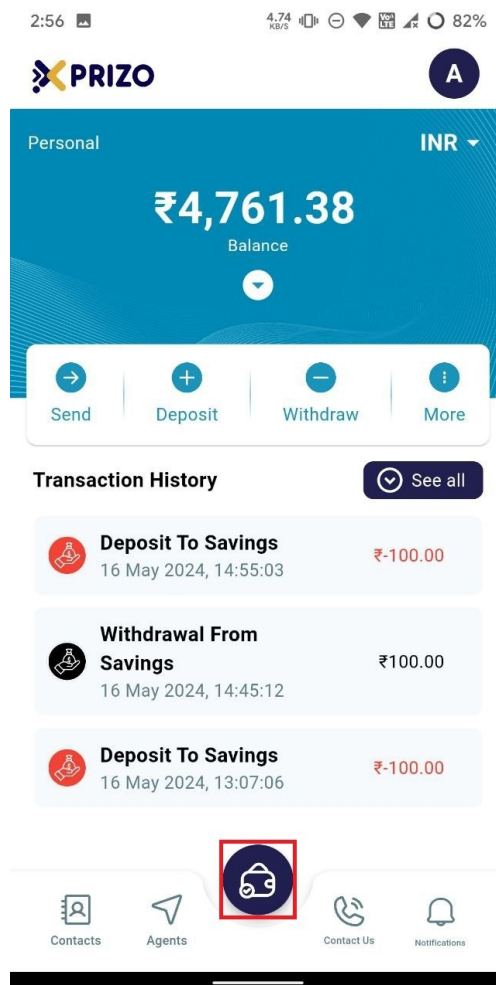 2:56 4.74 KB/S Vo LTE 82%
PRIZO A
Personal INR
₹4,761.38
Balance
Send Deposit Withdraw More
Transaction History See all
Deposit To Savings
16 May 2024, 14:55:03 ₹-100.00
Withdrawal From
Savings ₹100.00
16 May 2024, 14:45:12
Deposit To Savings
16 May 2024, 13:07:06 ₹-100.00
Contacts Agents Contact Us Notifications